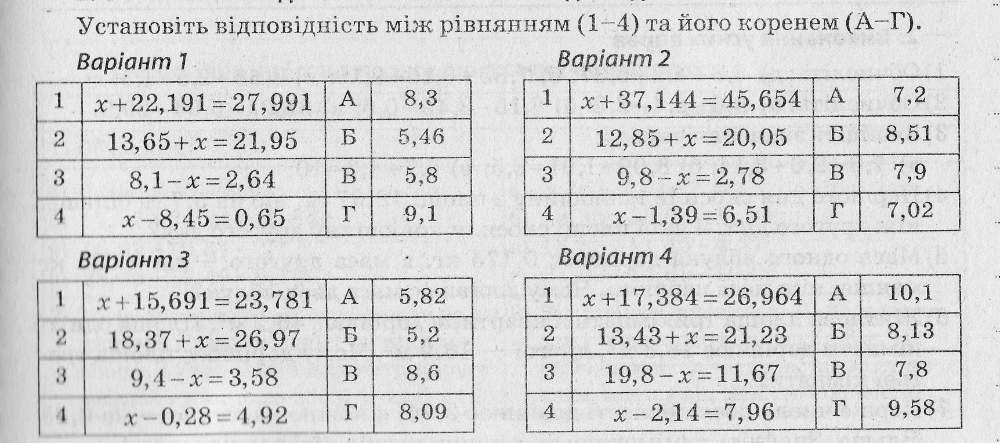 Установіть відповідність між рівнянням (1–4) та його коренем (А–Г).
Варіант 1
1 x+22,191=27,991 А 8,3
2 13,65+x=21,95 Б 5,46
3 8,1−x=2,64 В 5,8
4 x−8,45=0,65 Г 9,1
Варіант 2
1 x+37,144=45,654 А 7,2
2 12,85+x=20,05 Б 8,51
3 9,8−x=2,78 В 7,9
4 x−1,39=6,51 Г 7,02
Варіант 3
1 x+15,691=23,781 А 5,82
2 18,37+x=26,97 Б 5,2
3 9,4−x=3,58 В 8,6
4 x−0,28=4,92 Г 8,09
Варіант 4
1 x+17,384=26,964 А 10,1
2 13,43+x=21,23 Б 8,13
3 19,8−x=11,67 В 7,8
4 x−2,14=7,96 Г 9,58